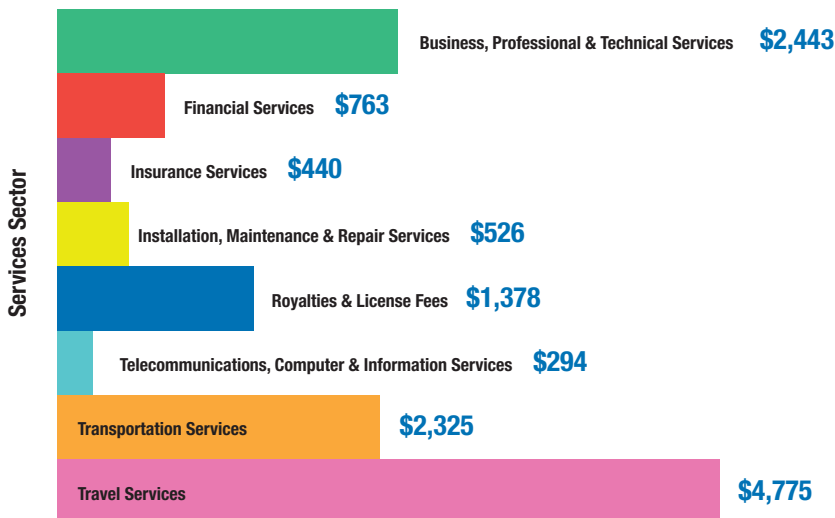 Services Sector
Business, Professional & Technical Services $2,443
Financial Services $763
Insurance Services $440
Installation, Maintenance & Repair Services $526
Royalties & License Fees $1,378
Telecommunications, Computer & Information Services $294
Transportation Services $2,325
Travel Services $4,775